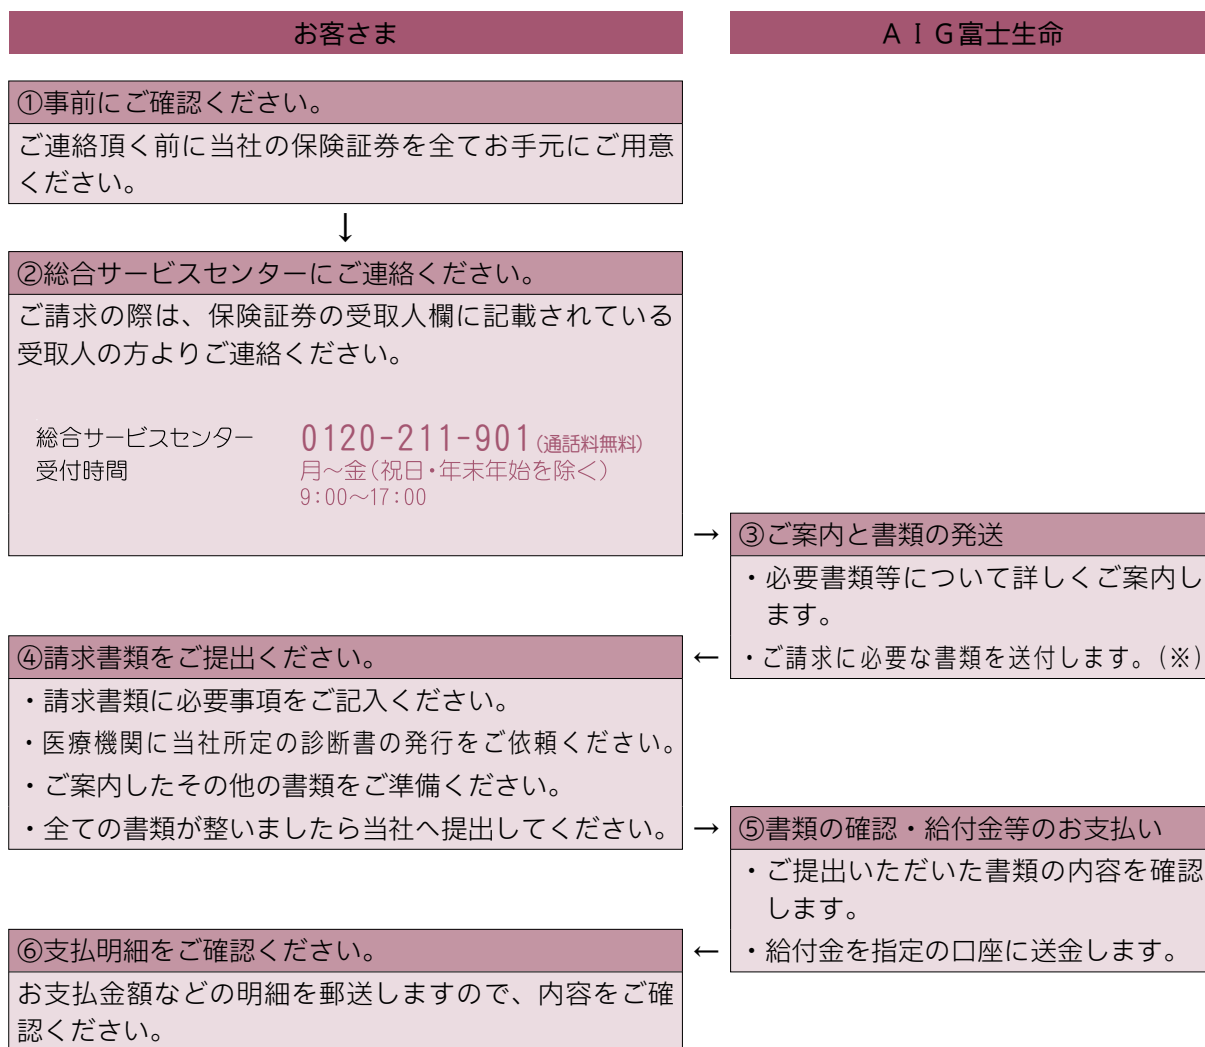 お客さま
ＡＩＧ富士生命
①事前にご確認ください。
ご連絡頂く前に当社の保険証券を全てお手元にご用意
ください。
↓
②総合サービスセンターにご連絡ください。
ご請求の際は、保険証券の受取人欄に記載されている
受取人の方よりご連絡ください。
総合サービスセンター 0120-211-901(通話料無料)
受付時間 月～金(祝日・年末年始を除く)
9:00～17:00
→
③ご案内と書類の発送
・必要書類等について詳しくご案内し
ます。
・ご請求に必要な書類を送付します。(※)
←
④請求書類をご提出ください。
・請求書類に必要事項をご記入ください。
・医療機関に当社所定の診断書の発行をご依頼ください。
・ご案内したその他の書類をご準備ください。
・全ての書類が整いましたら当社へ提出してください。
→
⑤書類の確認・給付金等のお支払い
・ご提出いただいた書類の内容を確認
します。
・給付金を指定の口座に送金します。
←
⑥支払明細をご確認ください。
お支払金額などの明細を郵送しますので、内容をご確
認ください。